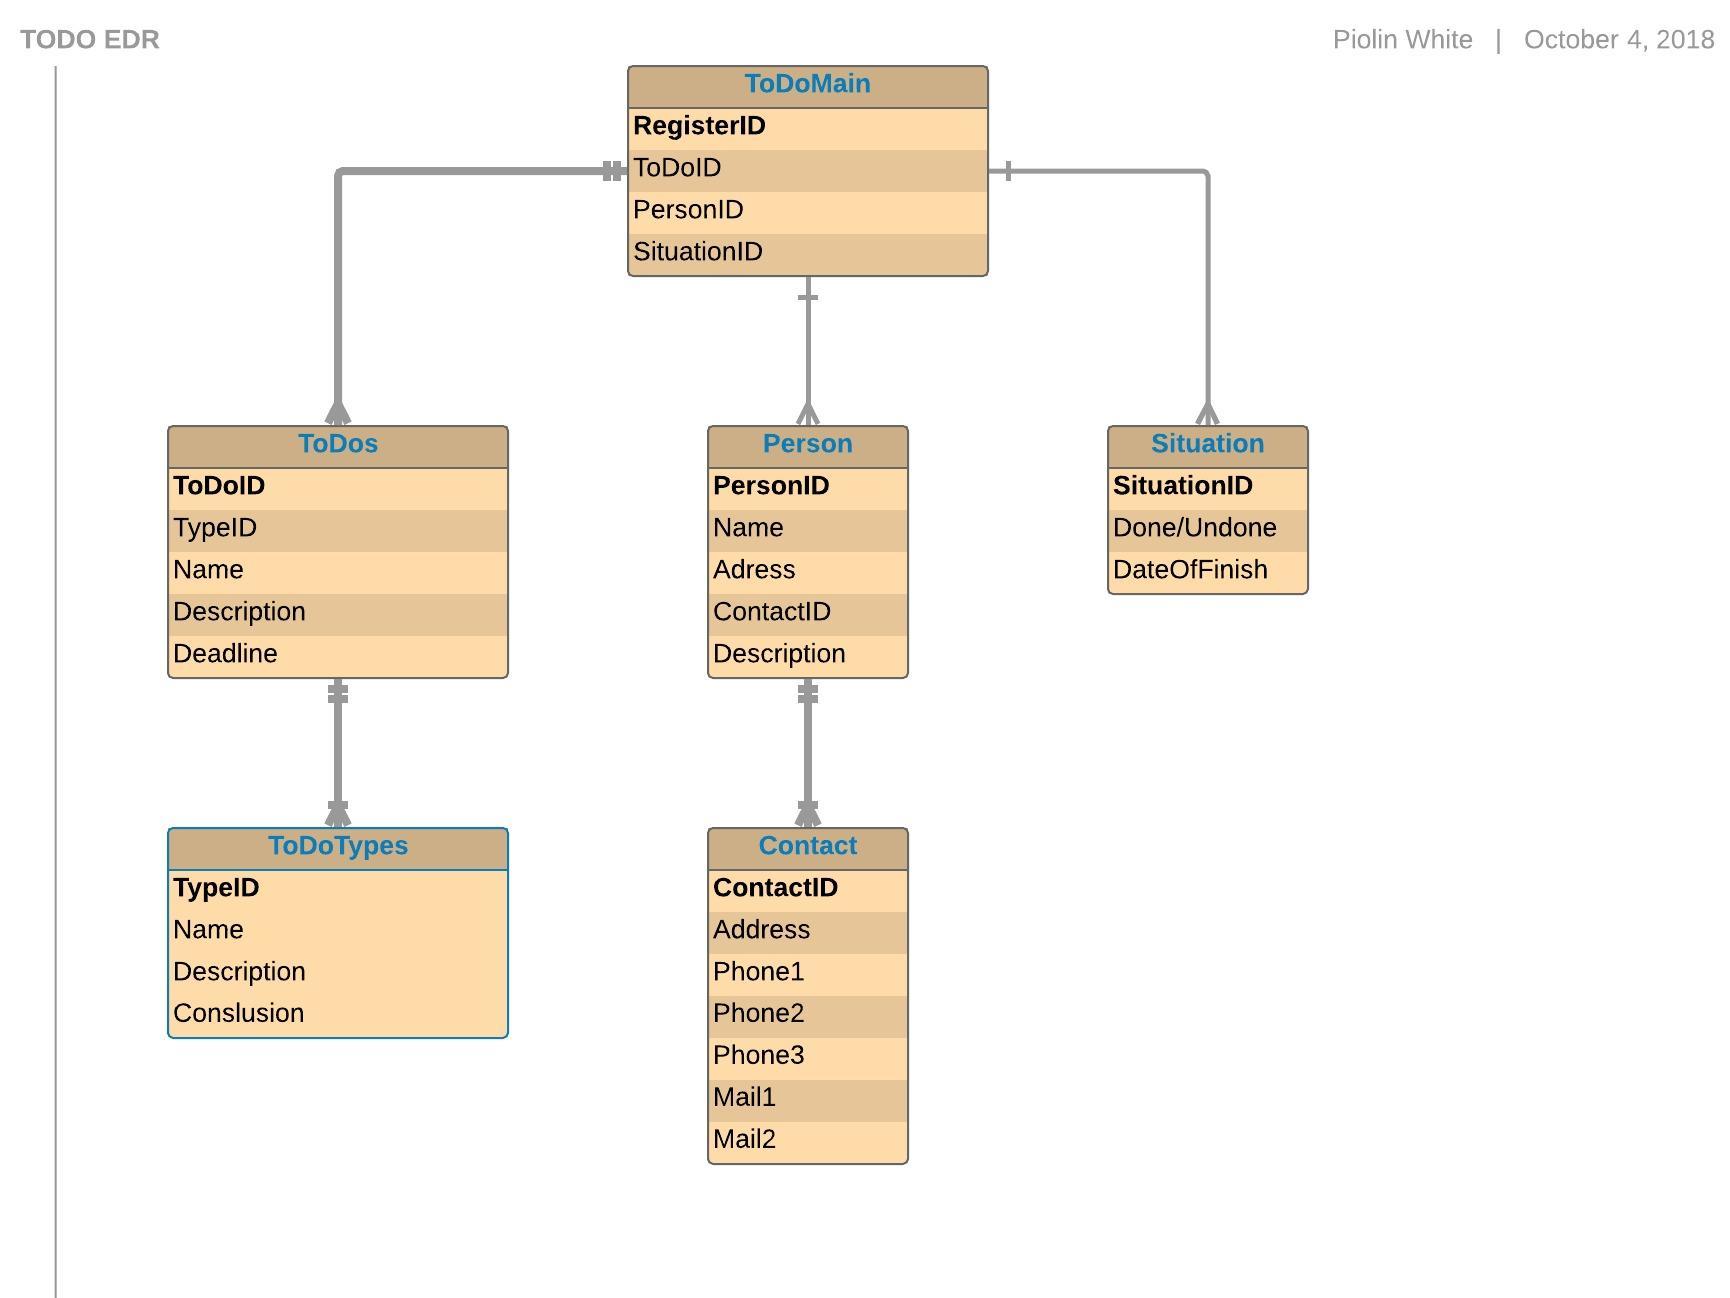 TODO EDR
Piolin White | October 4, 2018
ToDoMain
RegisterID
ToDoID
PersonID
SituationID
ToDos
ToDoID
TypeID
Name
Description
Deadline
Person
PersonID
Name
Adress
ContactID
Description
Situation
SituationID
Done/Undone
DateOfFinish
ToDoTypes
TypeID
Name
Description
Conslusion
Contact
ContactID
Address
Phone1
Phone2
Phone3
Mail1
Mail2